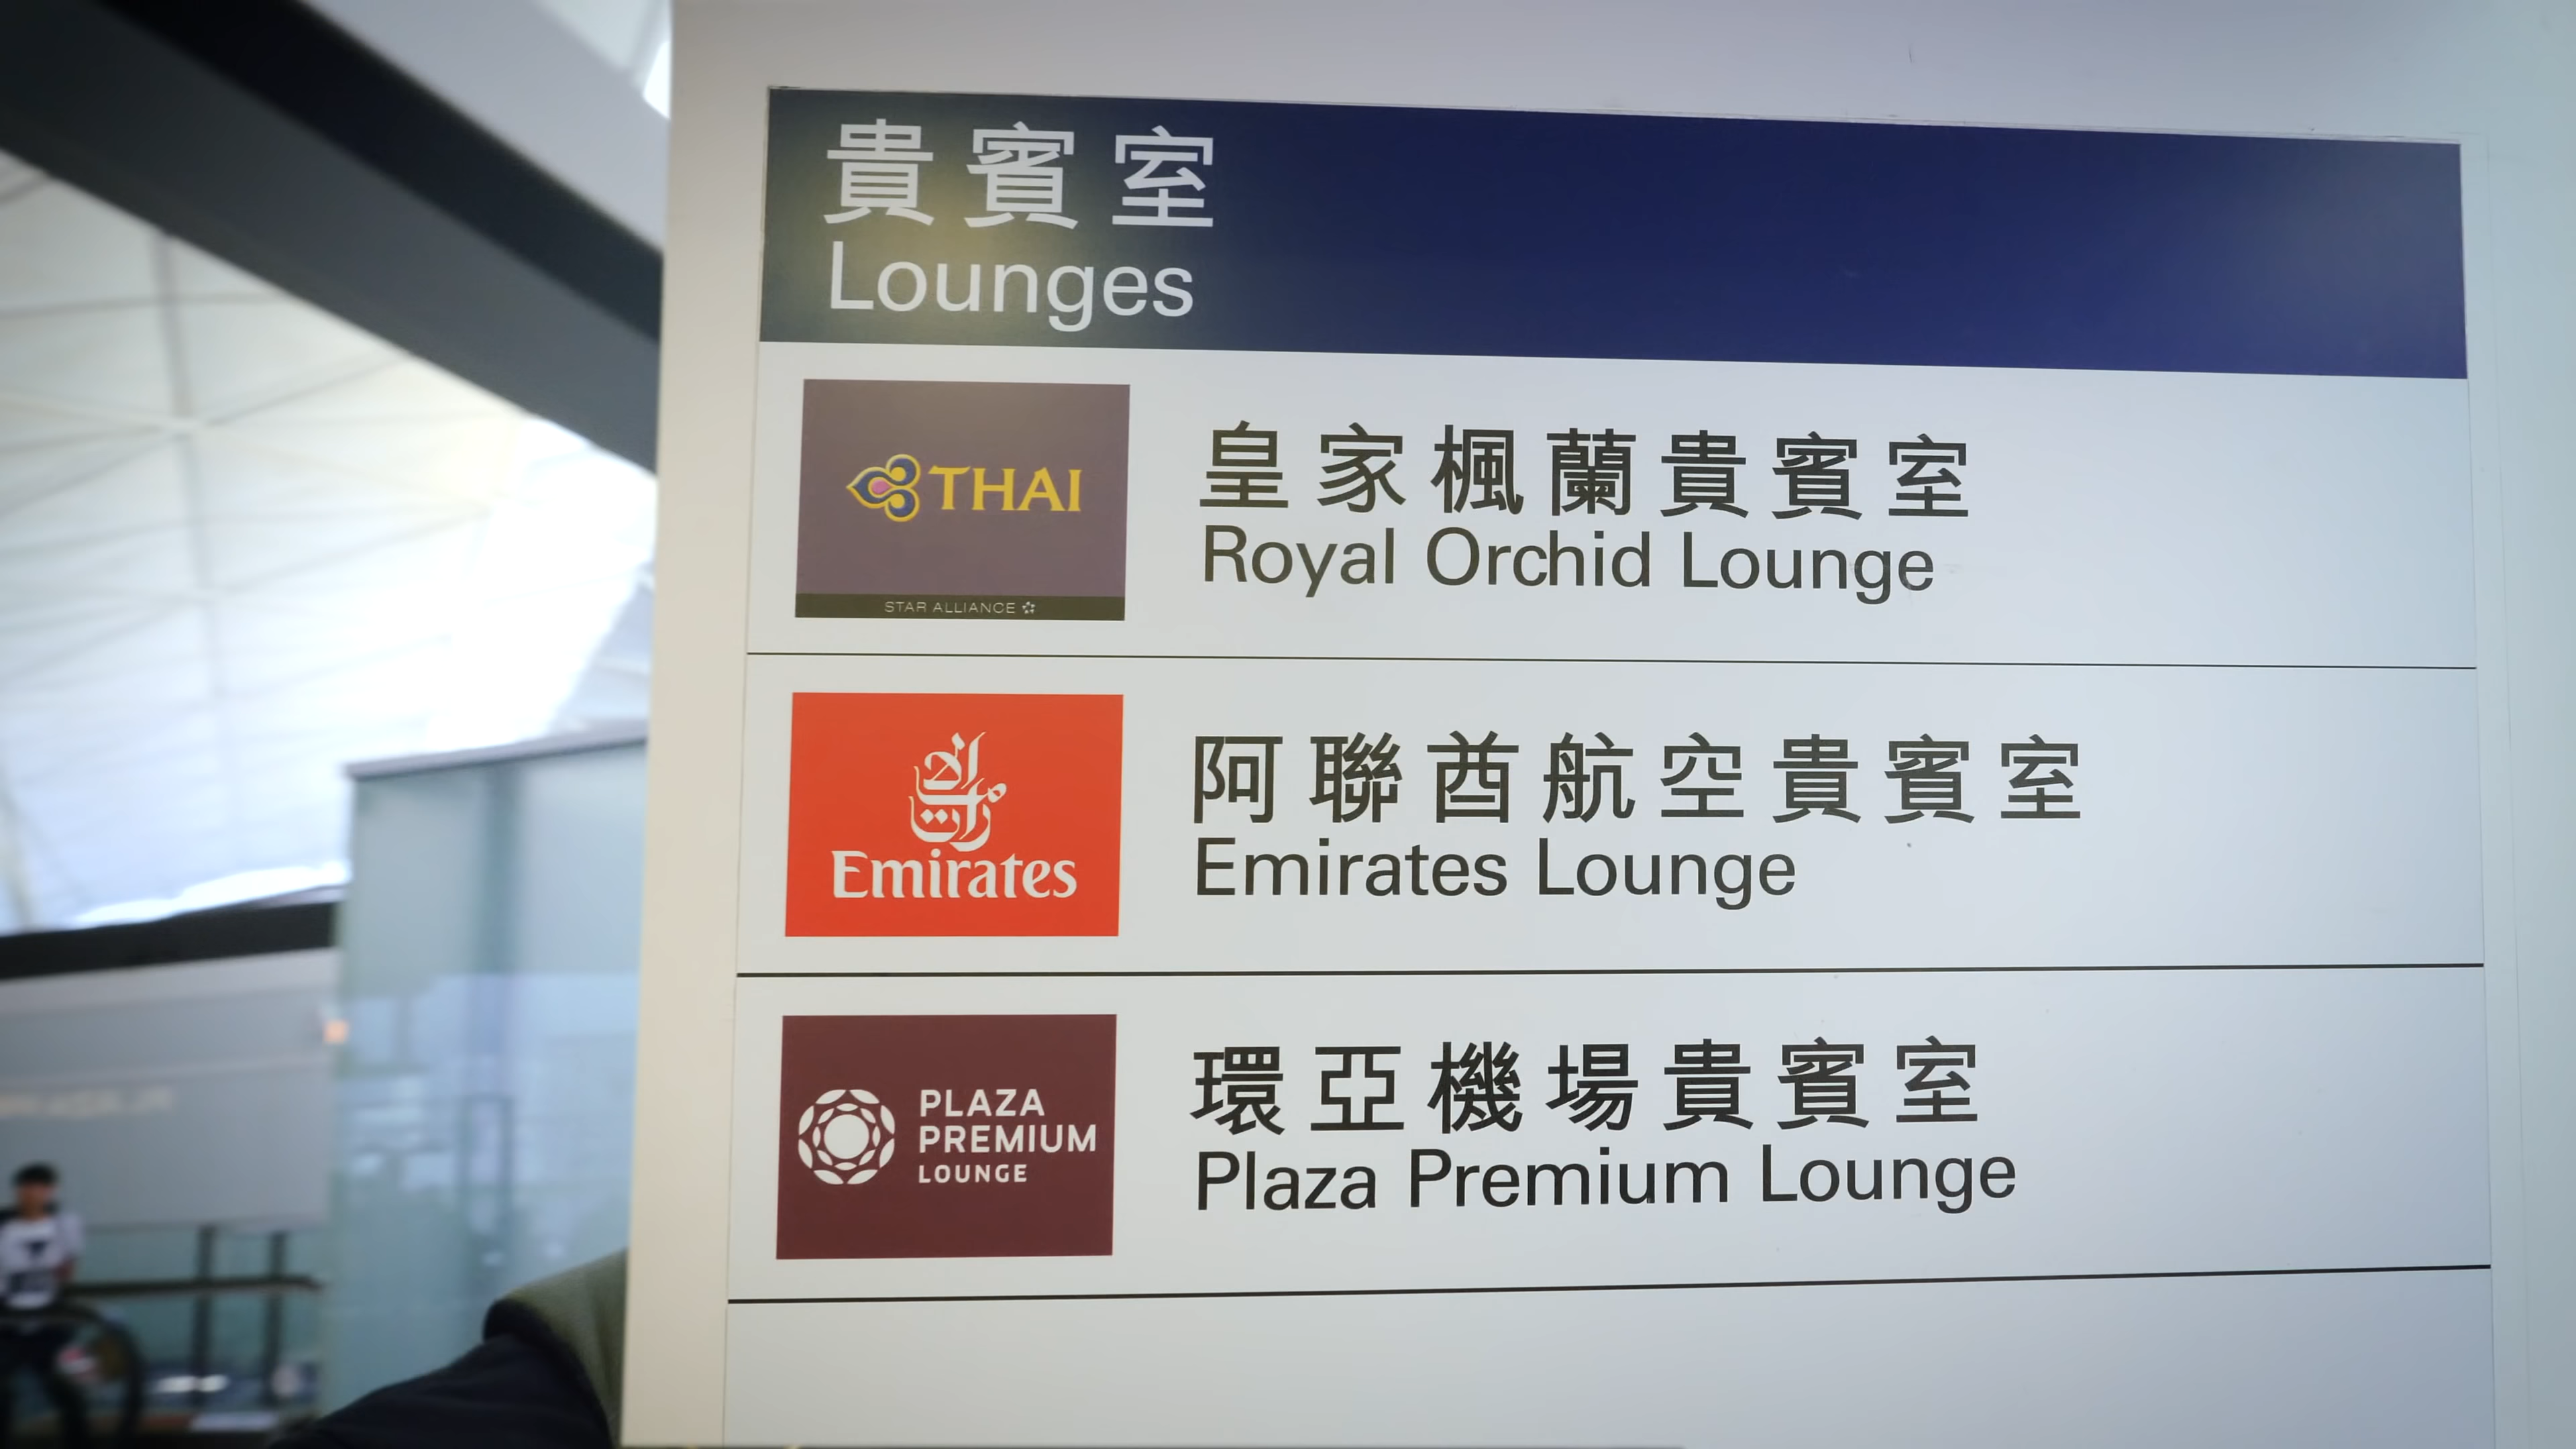 貴賓室
Lounges
THAI
STAR ALLIANCE
皇家楓蘭貴賓室
Royal Orchid Lounge
الإمارات
Emirates
阿聯酋航空貴賓室
Emirates Lounge
PLAZA
PREMIUM
LOUNGE
環亞機場貴賓室
Plaza Premium Lounge